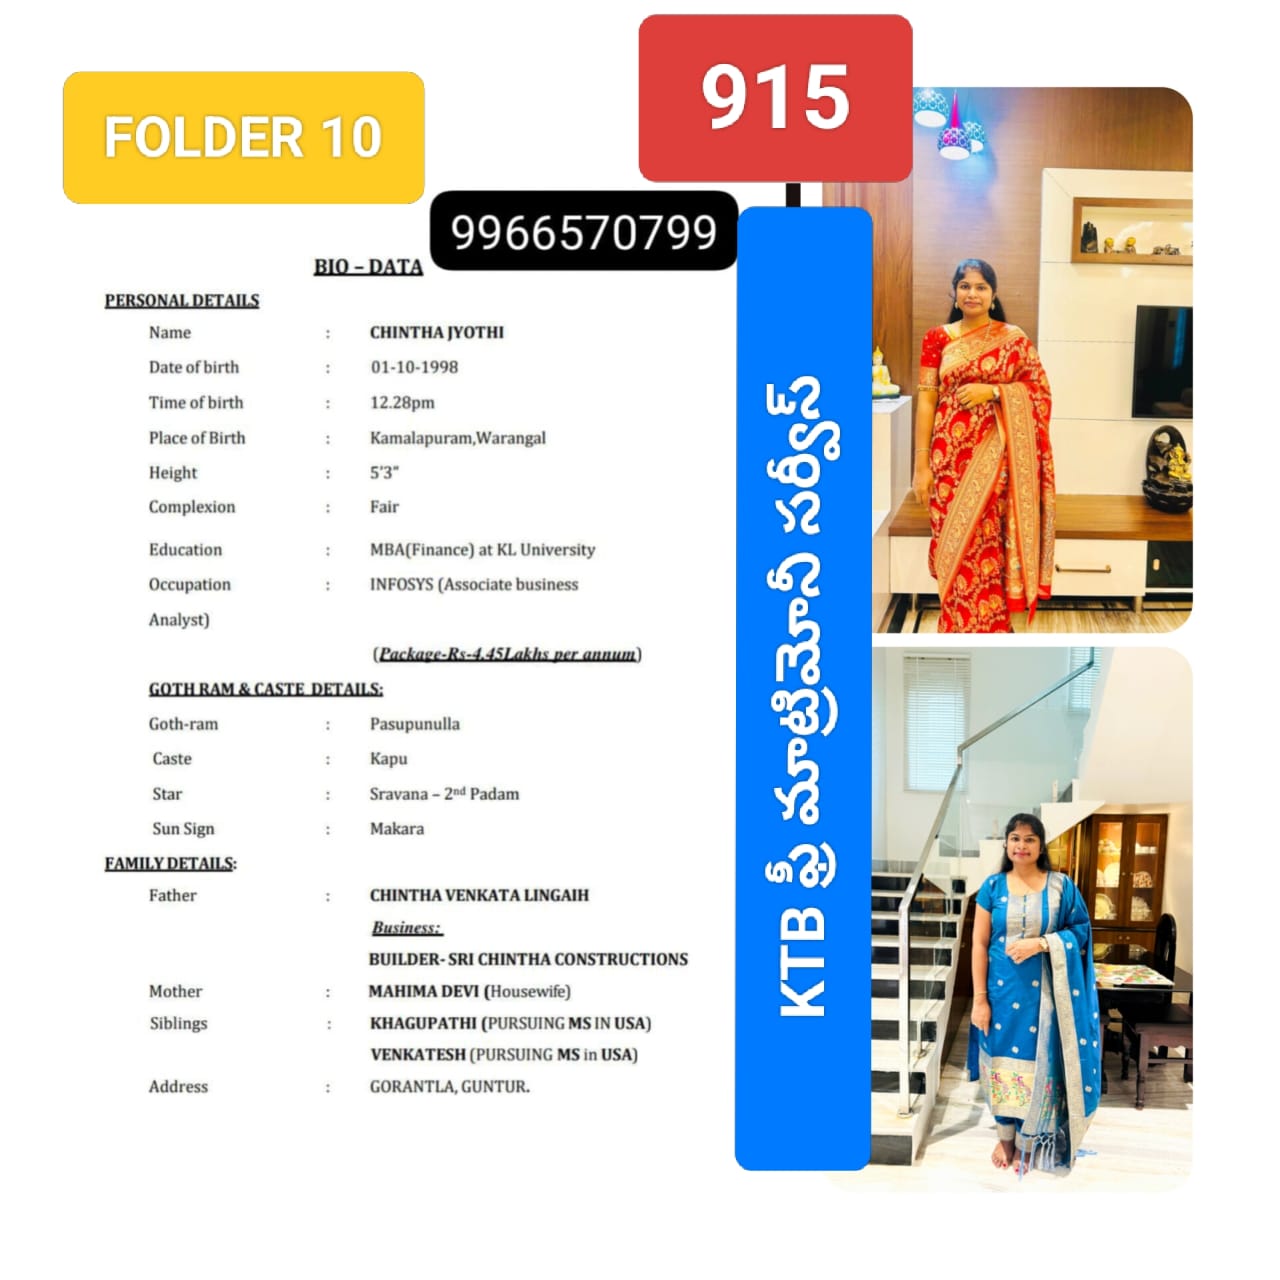 FOLDER 10
915
9966570799
BIO – DATA
PERSONAL DETAILS
Name : CHINTHA JYOTHI
Date of birth : 01-10-1998
Time of birth : 12.28pm
Place of Birth : Kamalapuram,Warangal
Height : 5'3"
Complexion : Fair
Education : MBA(Finance) at KL University
Occupation : INFOSYS (Associate business
Analyst)
(Package-Rs-4.45Lakhs per annum)
GOTH RAM & CASTE DETAILS:
Goth-ram : Pasupunulla
Caste : Kapu
Star : Sravana – 2nd Padam
Sun Sign : Makara
FAMILY DETAILS:
Father : CHINTHA VENKATA LINGAIH
Business:
BUILDER- SRI CHINTHA CONSTRUCTIONS
Mother : MAHIMA DEVI (Housewife)
Siblings : KHAGUPATHI (PURSUING MS IN USA)
VENKATESH (PURSUING MS in USA)
Address : GORANTLA, GUNTUR.
KTB ఫ్రీ మాట్రిమోనీ సర్వీస్